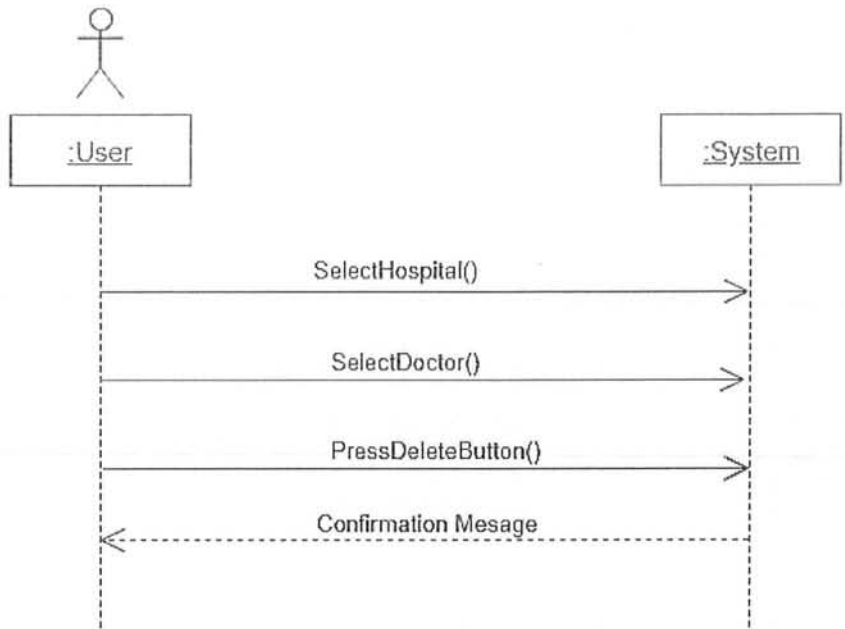 :User
:System
SelectHospital()
SelectDoctor()
PressDeleteButton()
Confirmation Mesage